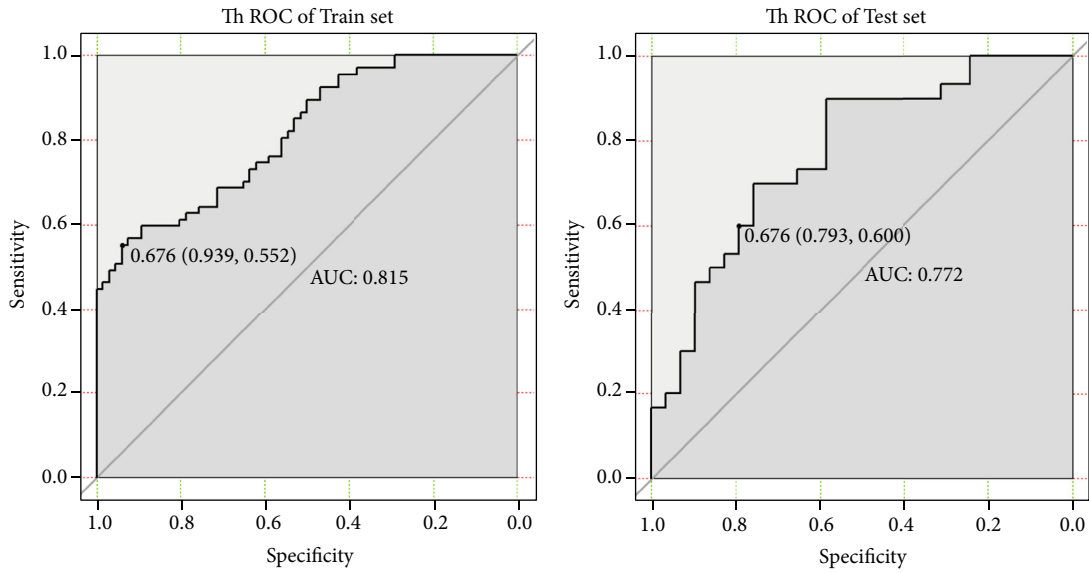 Th ROC of Train set
1.0
0.8
0.6
0.4
0.2
0.0
Sensitivity
0.676 (0.939, 0.552)
AUC: 0.815
1.0 0.8 0.6 0.4 0.2 0.0
Specificity
Th ROC of Test set
1.0
0.8
0.6
0.4
0.2
0.0
Sensitivity
0.676 (0.793, 0.600)
AUC: 0.772
1.0 0.8 0.6 0.4 0.2 0.0
Specificity